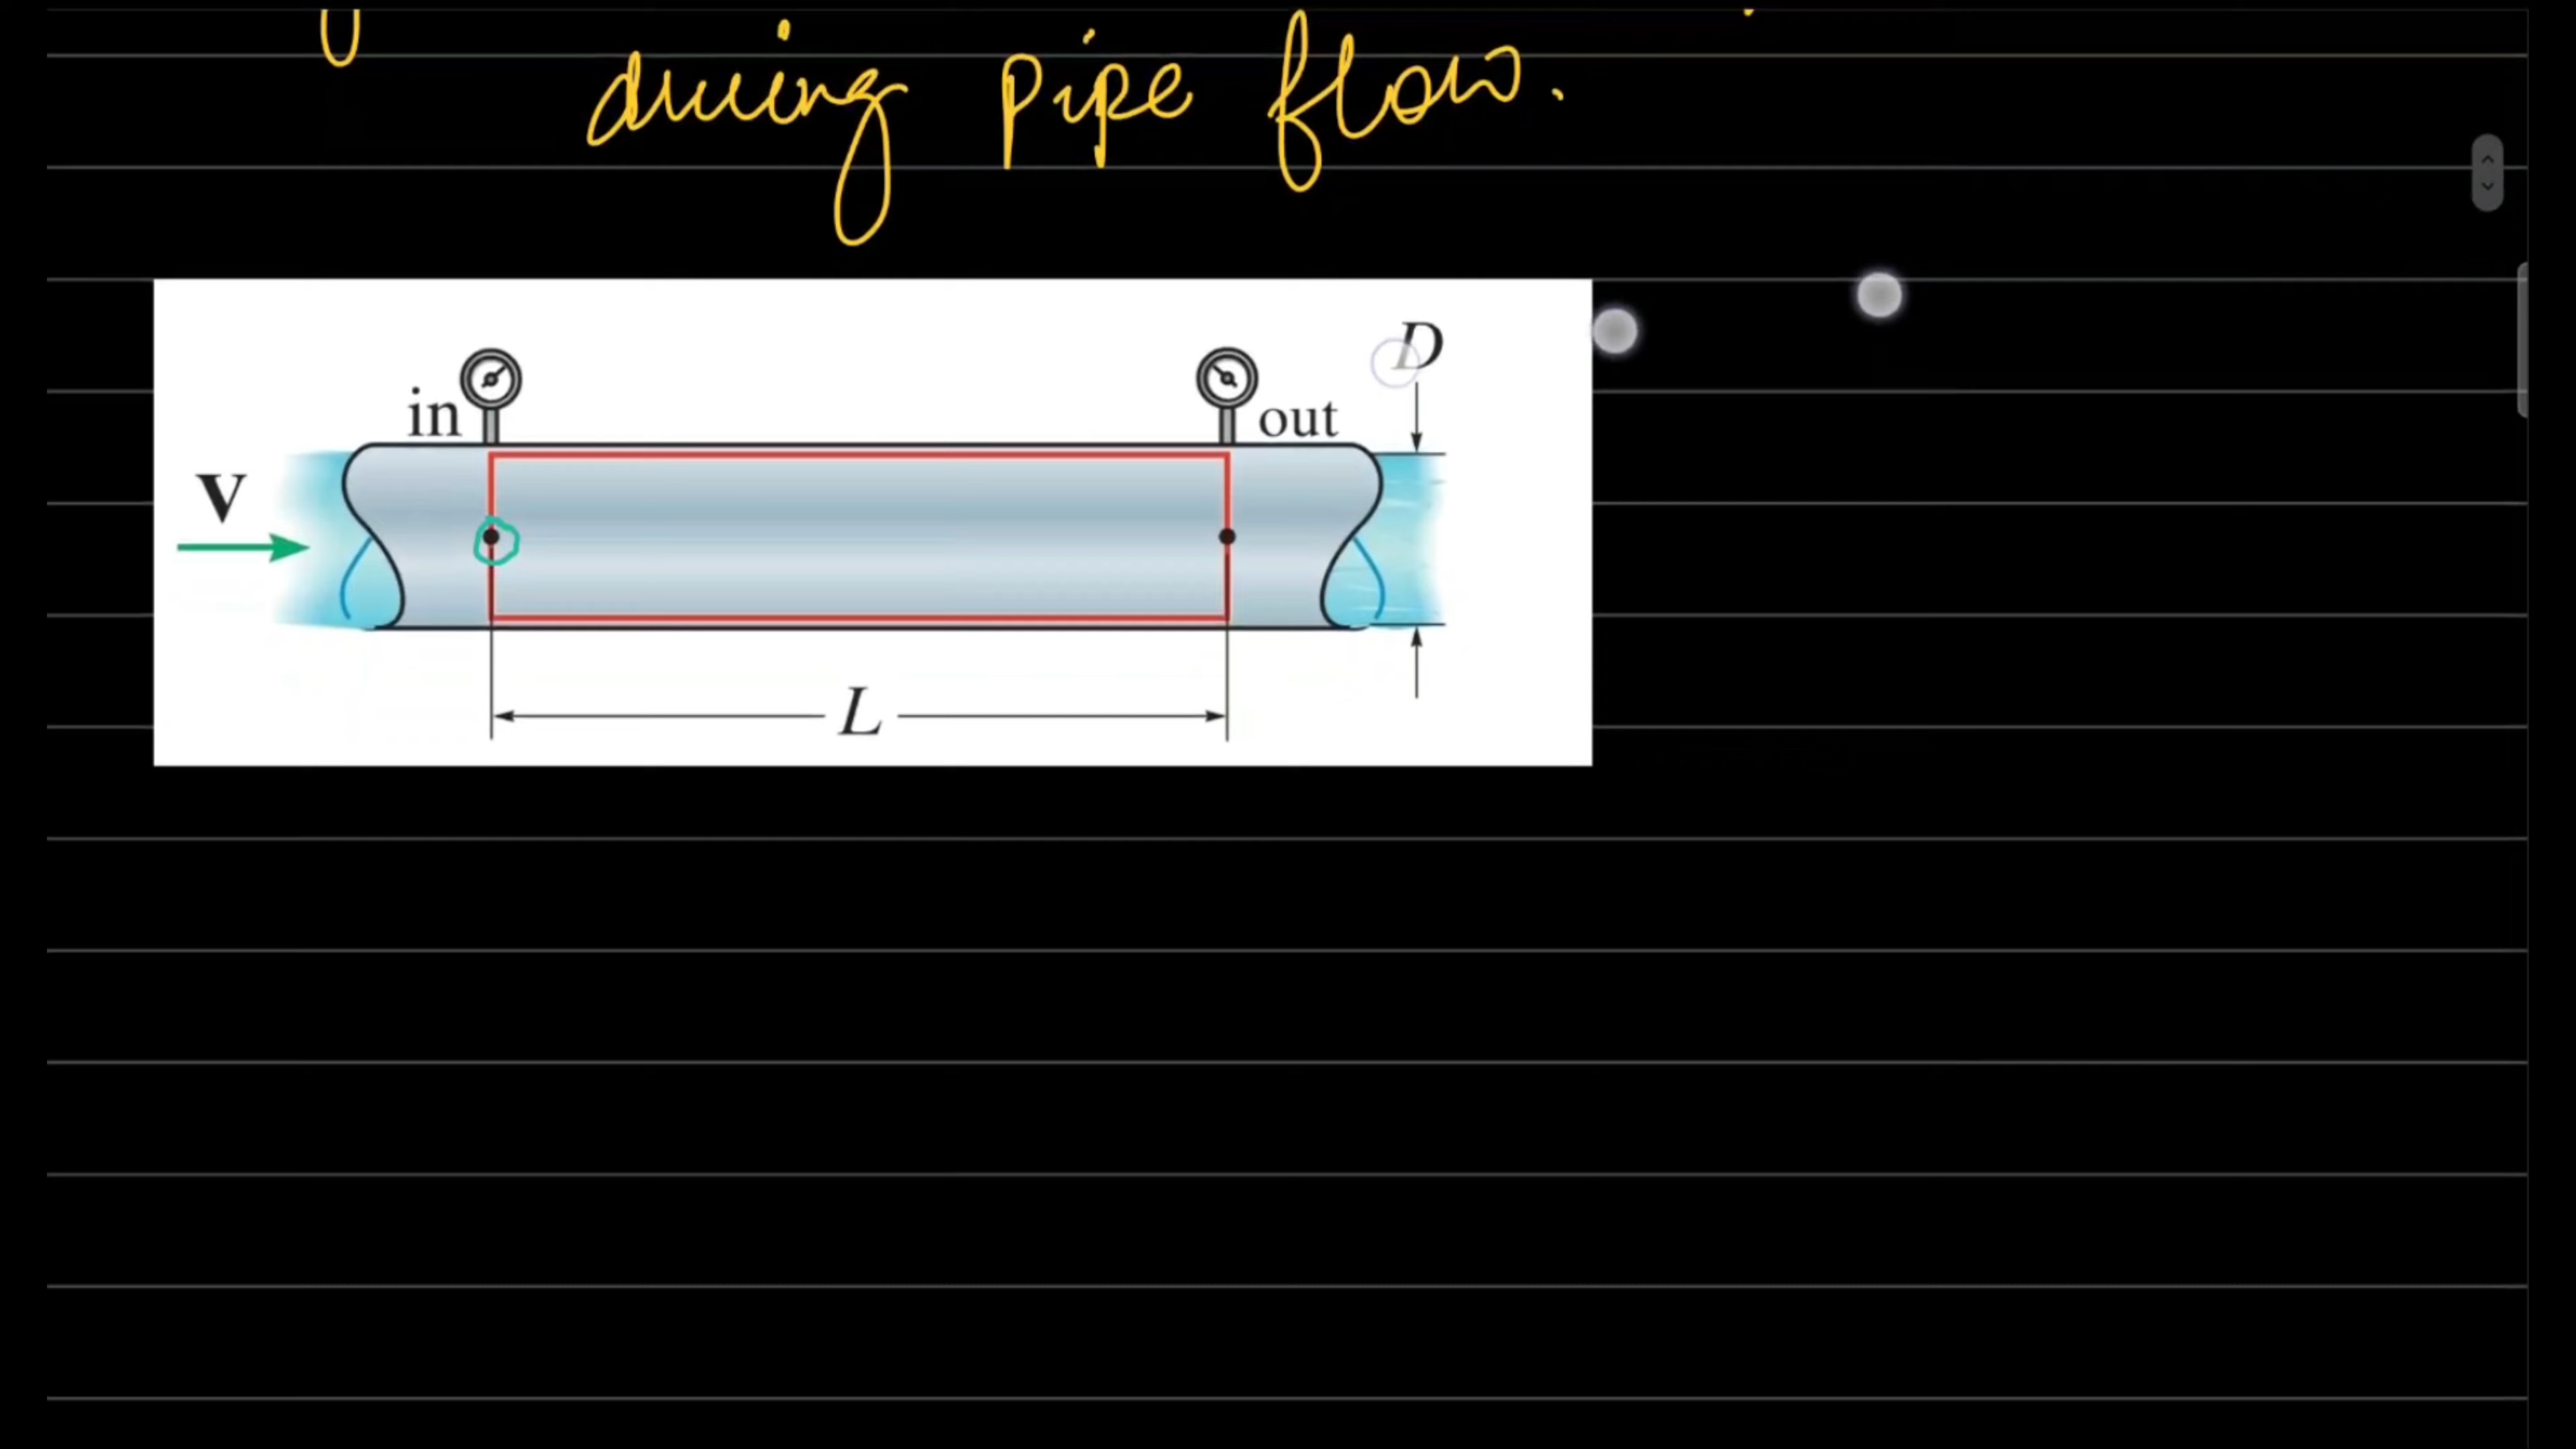 during pipe flow.
D
in
out
V
L